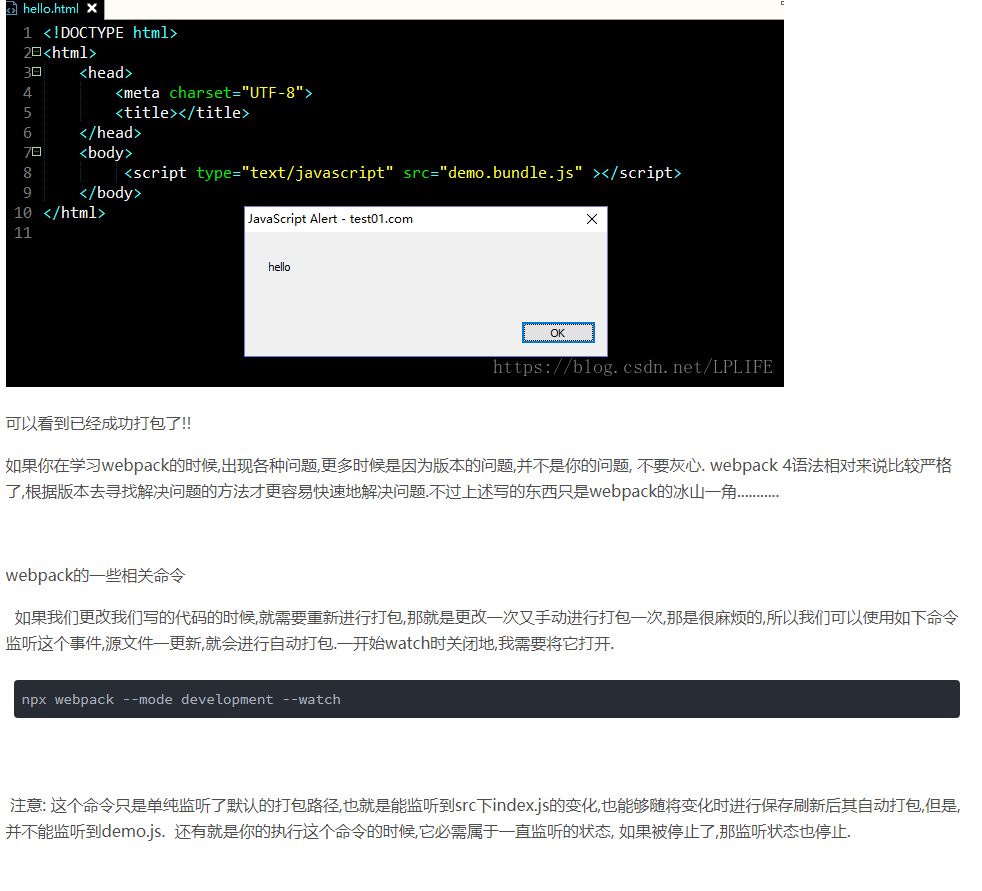 hello.html
1 <!DOCTYPE html>
2 <html>
3 <head>
4 <meta charset="UTF-8">
5 <title></title>
6 </head>
7 <body>
8 <script type="text/javascript" src="demo.bundle.js" ></script>
9 </body>
10 </html>
11
JavaScript Alert - test01.com
hello
OK
https://blog.csdn.net/LPLIFE
可以看到已经成功打包了!!
如果你在学习webpack的时候,出现各种问题,更多时候是因为版本的问题,并不是你的问题, 不要灰心. webpack 4语法相对来说比较严格
了,根据版本去寻找解决问题的方法才更容易快速地解决问题.不过上述写的东西只是webpack的冰山一角...........
webpack的一些相关命令
如果我们更改我们写的代码的时候,就需要重新进行打包,那就是更改一次又手动进行打包一次,那是很麻烦的,所以我们可以使用如下命令
监听这个事件,源文件一更新,就会进行自动打包.一开始watch时关闭地,我需要将它打开.
npx webpack --mode development --watch
注意: 这个命令只是单纯监听了默认的打包路径,也就是能监听到src下index.js的变化,也能够随将变化时进行保存刷新后其自动打包,但是,
并不能监听到demo.js. 还有就是你的执行这个命令的时候,它必需属于一直监听的状态, 如果被停止了,那监听状态也停止.